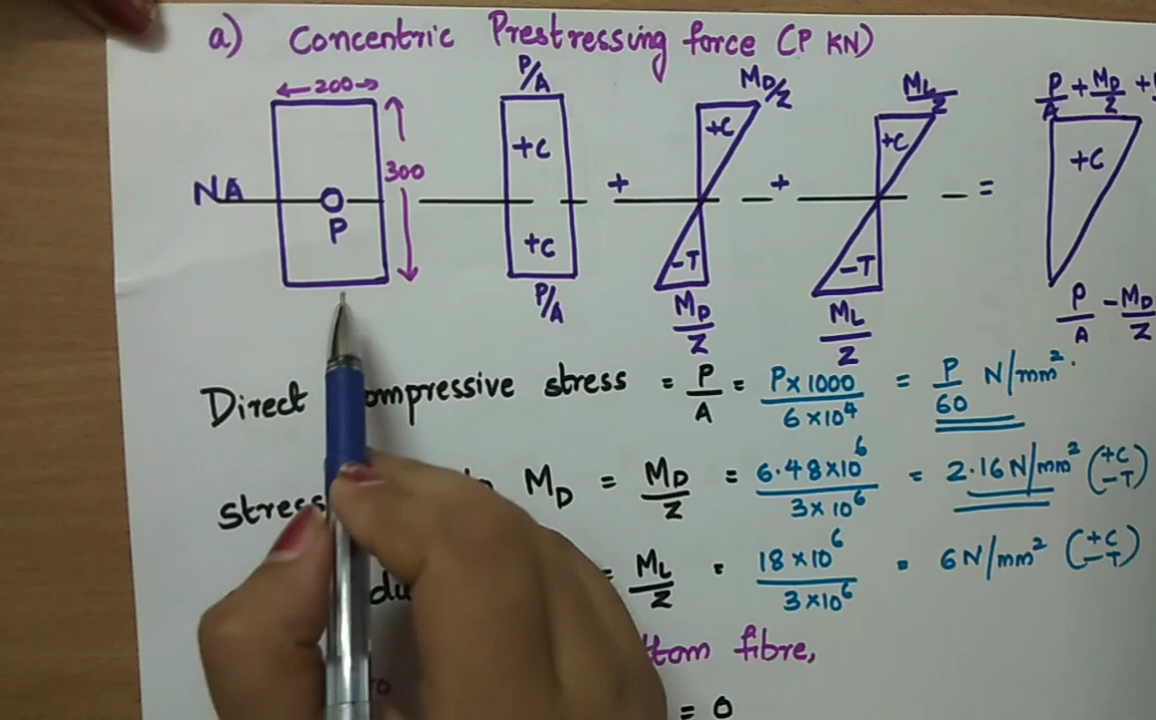 a) Concentric Prestressing force (P KN)
←200→ P/A MD/Z ML/Z P/A + MD/Z +
+C +C +C +C
300
NA P + + =
+C -T -T
P/A MD/Z ML/Z P/A - MD/Z
Direct compressive stress = P/A = P×1000/6×10⁴ = P/60 N/mm².
stress MD = MD/Z = 6.48×10⁶/3×10⁶ = 2.16 N/mm² (+C -T)
du = ML/Z = 18×10⁶/3×10⁶ = 6 N/mm² (+C -T)
ttom fibre,
= 0